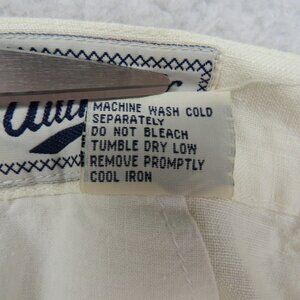 MACHINE WASH COLD
SEPARATELY
DO NOT BLEACH
TUMBLE DRY LOW
REMOVE PROMPTLY
COOL IRON